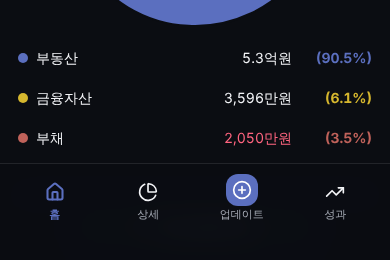 부동산 5.3억원 (90.5%)
금융자산 3,596만원 (6.1%)
부채 2,050만원 (3.5%)
홈 상세 업데이트 성과